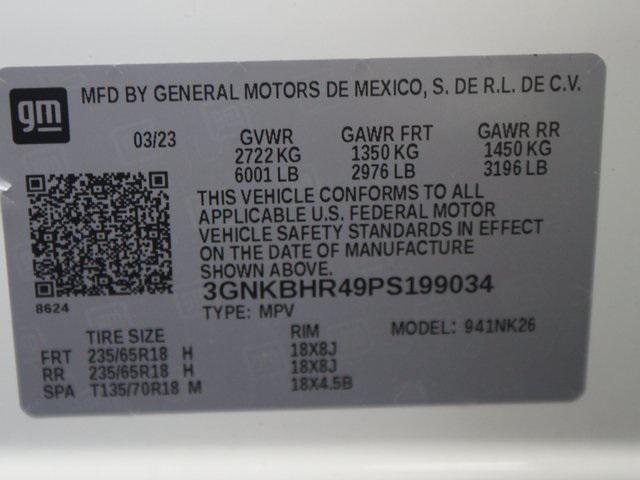 gm
MFD BY GENERAL MOTORS DE MEXICO, S. DE R.L. DE C.V.
03/23 GVWR GAWR FRT GAWR RR
2722 KG 1350 KG 1450 KG
6001 LB 2976 LB 3196 LB
THIS VEHICLE CONFORMS TO ALL
APPLICABLE U.S. FEDERAL MOTOR
VEHICLE SAFETY STANDARDS IN EFFECT
ON THE DATE OF MANUFACTURE
SHOWN ABOVE.
8624
3GNKBHR49PS199034
TYPE: MPV
TIRE SIZE RIM MODEL: 941NK26
FRT 235/65R18 H 18X8J
RR 235/65R18 H 18X8J
SPA T135/70R18 M 18X4.5B